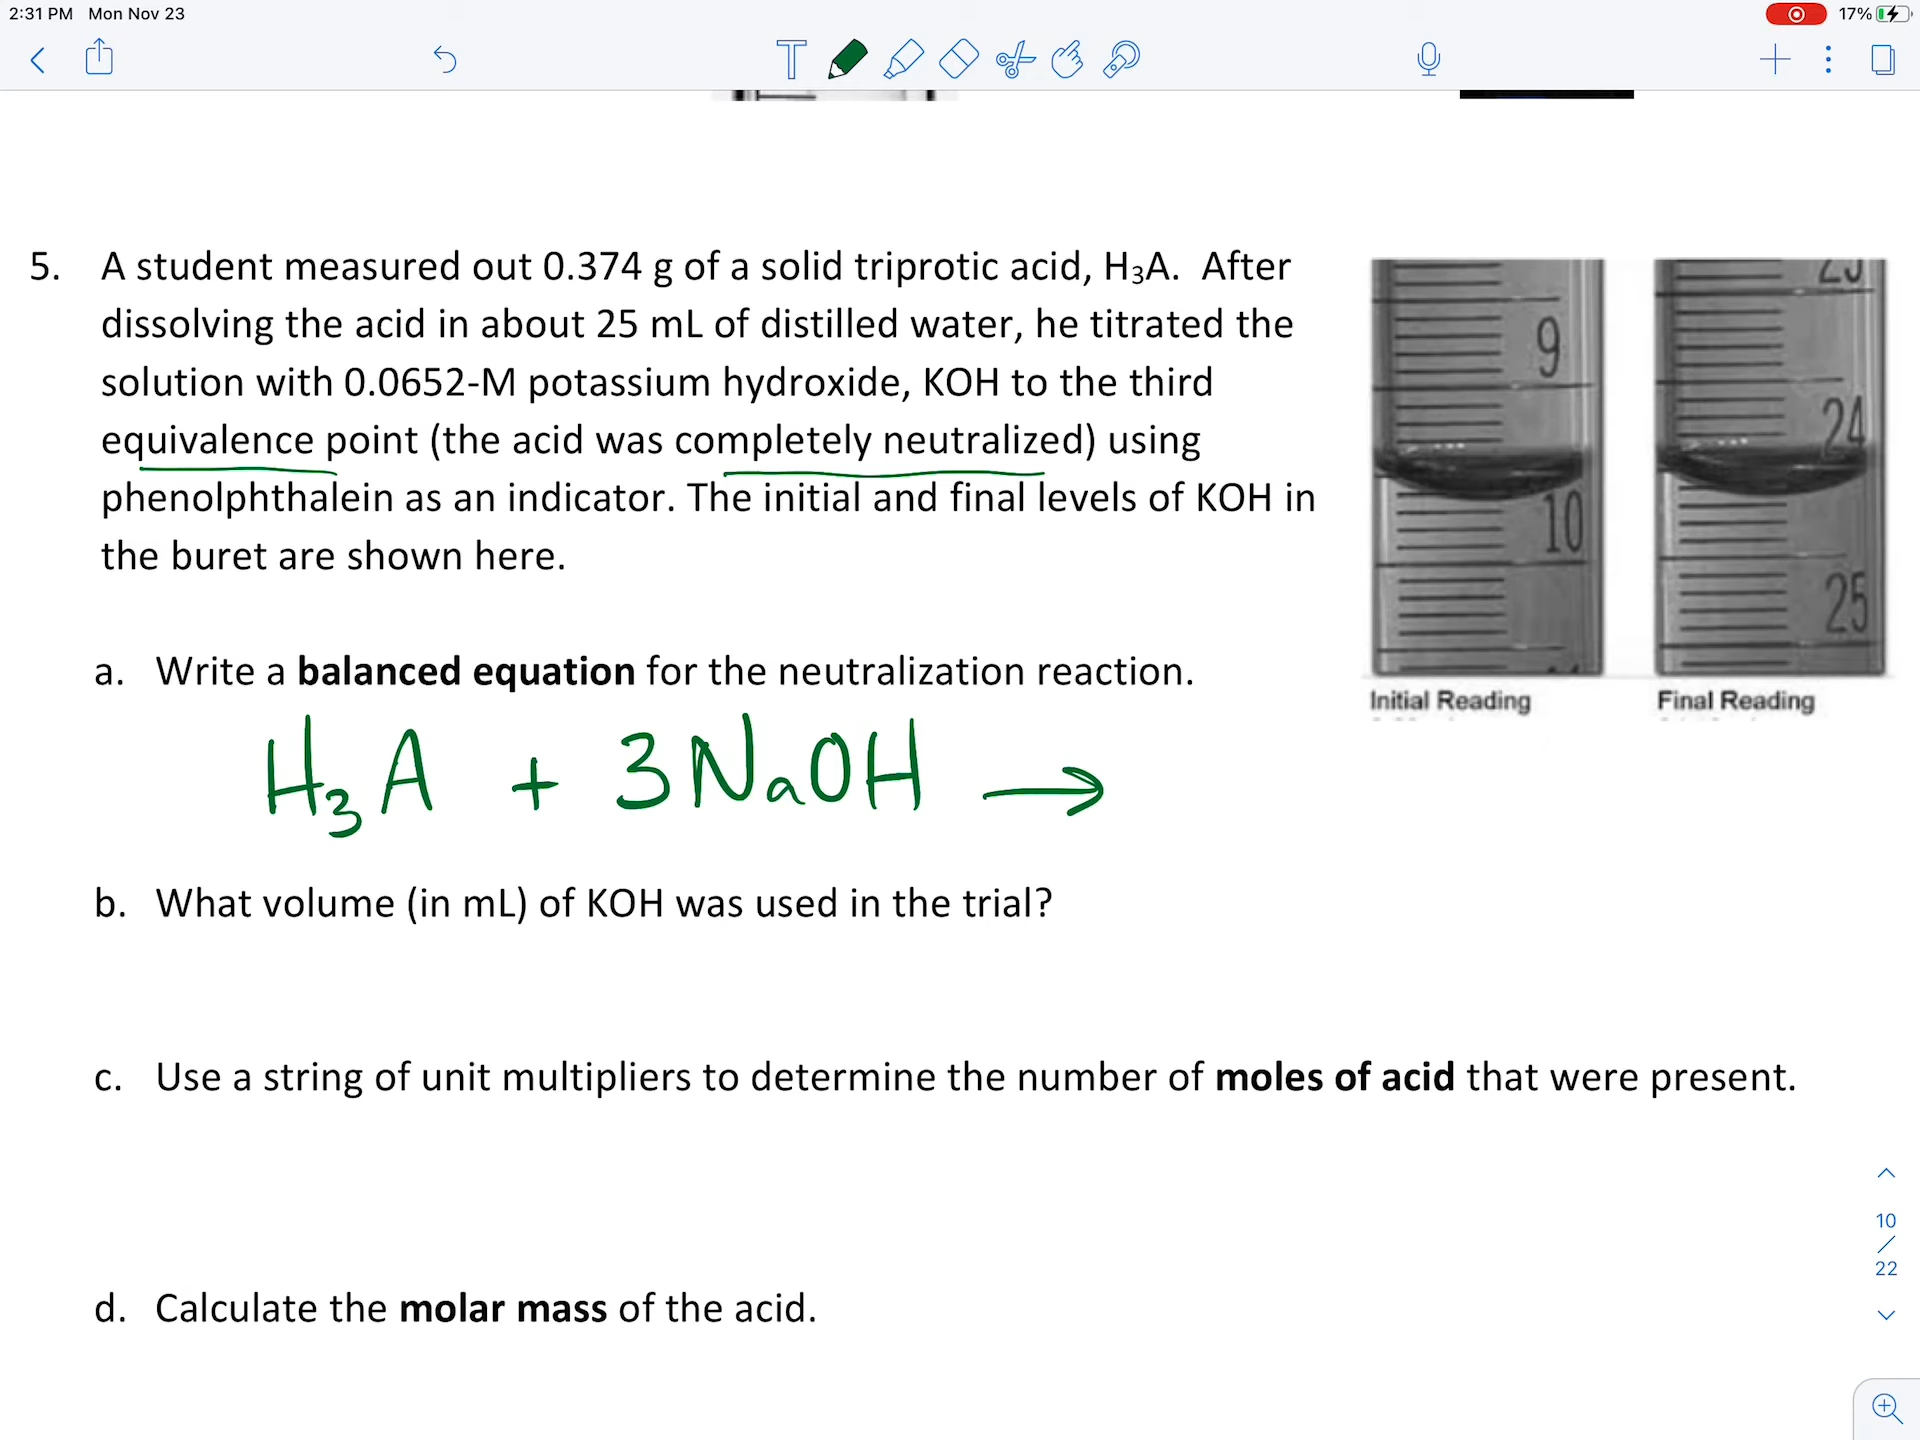 2:31 PM Mon Nov 23
17%
5. A student measured out 0.374 g of a solid triprotic acid, H₃A. After
dissolving the acid in about 25 mL of distilled water, he titrated the
solution with 0.0652-M potassium hydroxide, KOH to the third
equivalence point (the acid was completely neutralized) using
phenolphthalein as an indicator. The initial and final levels of KOH in
the buret are shown here.
9
10
24
25
Initial Reading
Final Reading
a. Write a balanced equation for the neutralization reaction.
H₃A + 3NaOH →
b. What volume (in mL) of KOH was used in the trial?
c. Use a string of unit multipliers to determine the number of moles of acid that were present.
d. Calculate the molar mass of the acid.
10
/
22